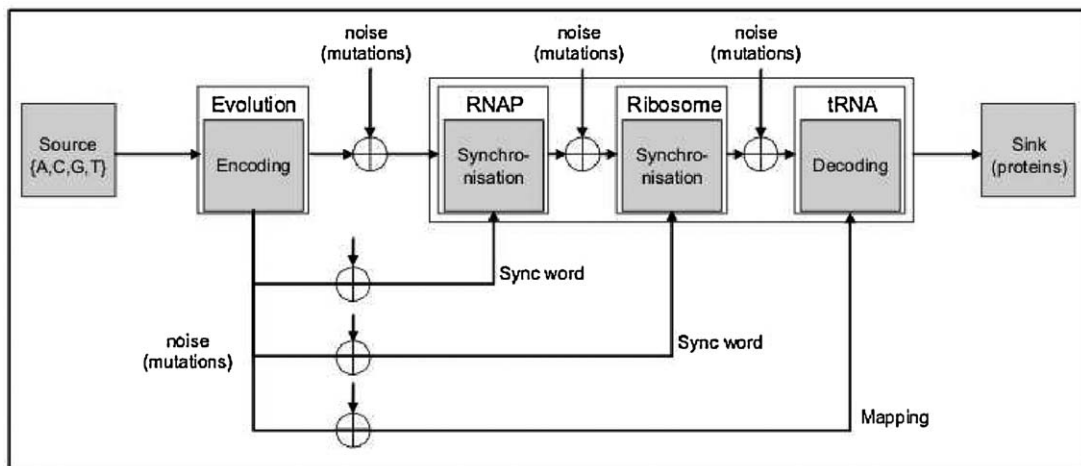 noise
(mutations)
noise
(mutations)
noise
(mutations)
Evolution
RNAP
Ribosome
tRNA
Source
{A,C,G,T}
Encoding
Synchro-
nisation
Synchro-
nisation
Decoding
Sink
(proteins)
Sync word
Sync word
noise
(mutations)
Mapping